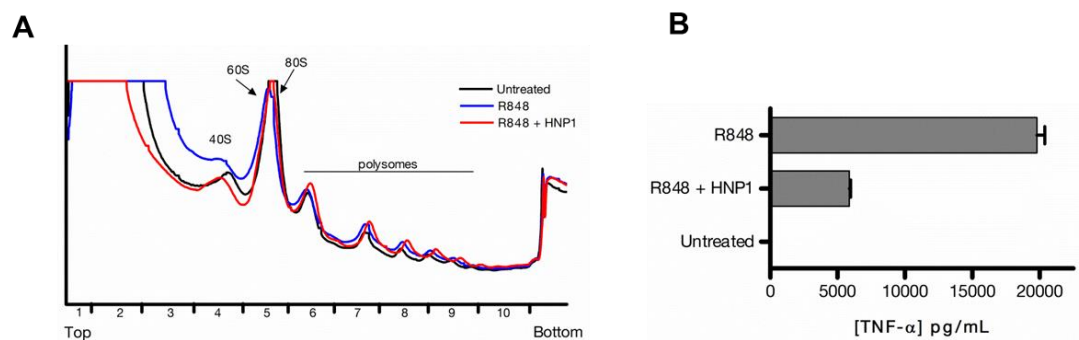 A
60S
80S
40S
polysomes
Untreated
R848
R848 + HNP1
1 2 3 4 5 6 7 8 9 10
Top
Bottom
B
R848
R848 + HNP1
Untreated
0 5000 10000 15000 20000
[TNF-α] pg/mL